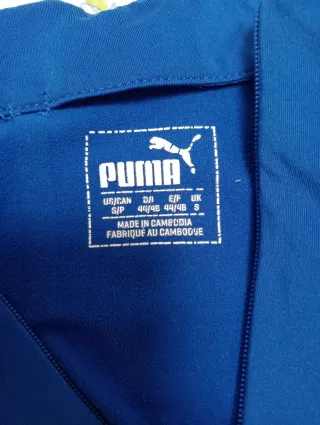 PUMA
US/CAN D/I E/F UK
S/P 44/46 44/46 S
MADE IN CAMBODIA
FABRIQUÉ AU CAMBODGE